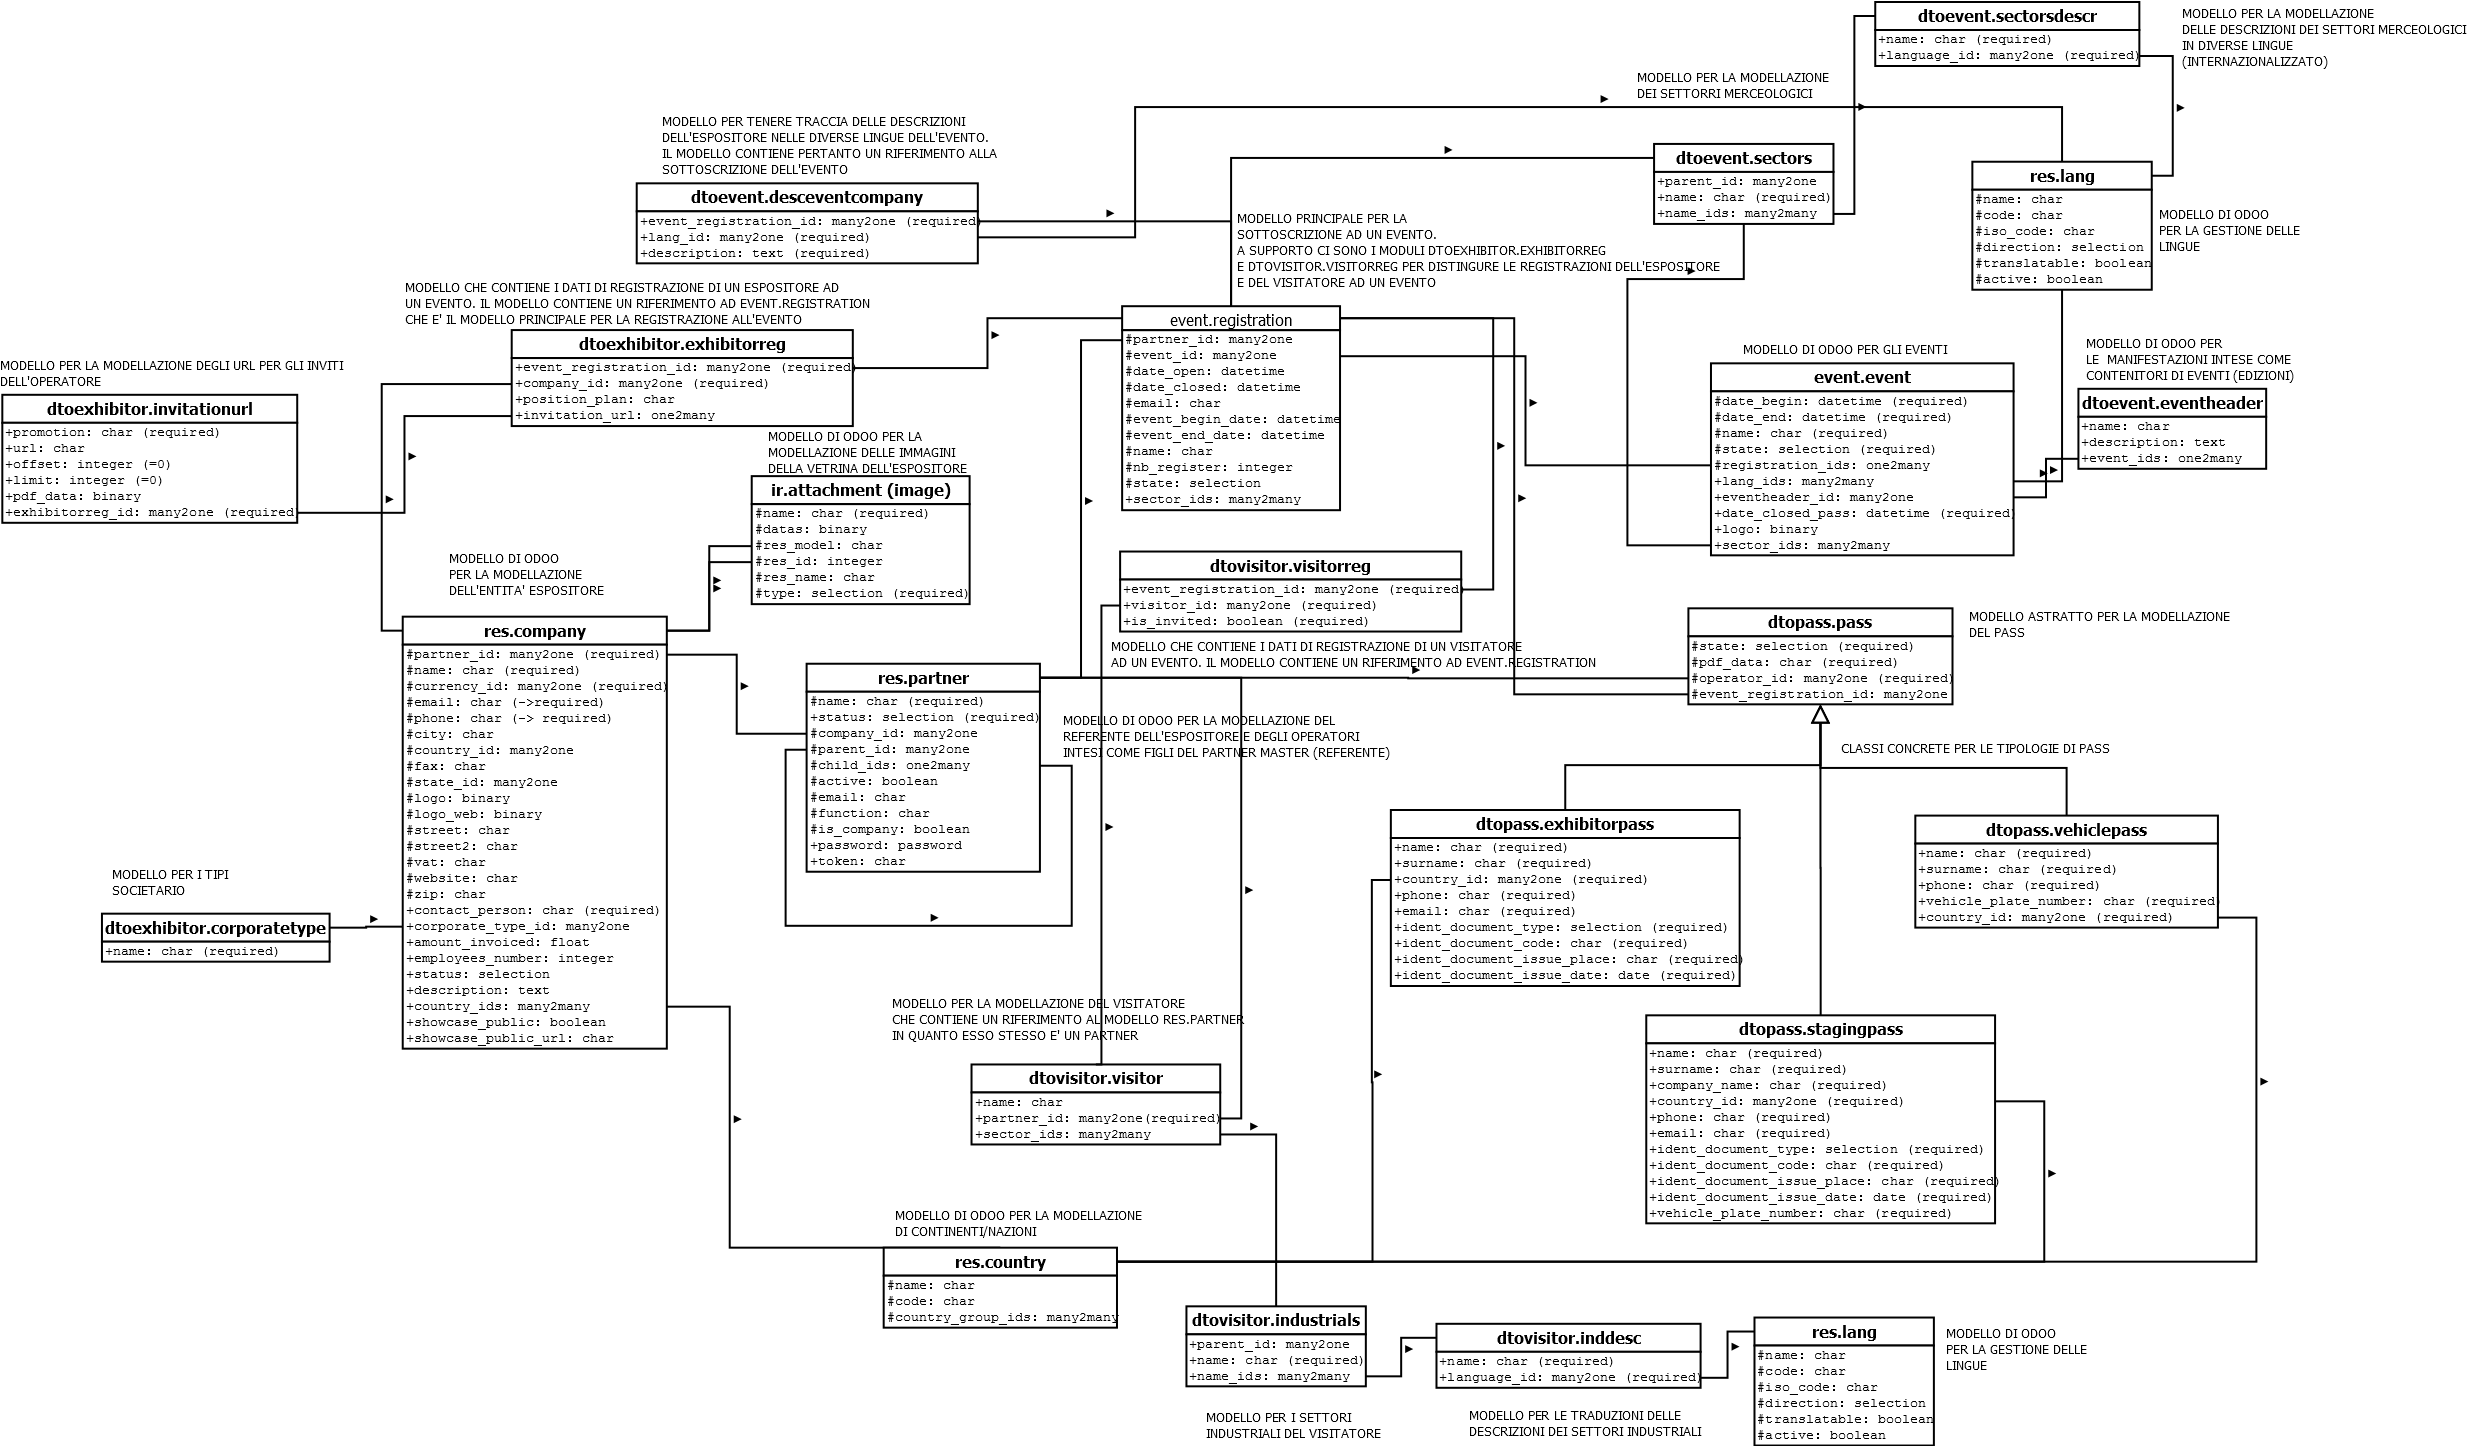 dtoevent.sectorsdescr
+name: char (required)
+language_id: many2one (required)
MODELLO PER LA MODELLAZIONE
DELLE DESCRIZIONI DEI SETTORI MERCEOLOGICI
IN DIVERSE LINGUE
(INTERNAZIONALIZZATO)
MODELLO PER LA MODELLAZIONE
DEI SETTORRI MERCEOLOGICI
MODELLO PER TENERE TRACCIA DELLE DESCRIZIONI
DELL'ESPOSITORE NELLE DIVERSE LINGUE DELL'EVENTO.
IL MODELLO CONTIENE PERTANTO UN RIFERIMENTO ALLA
SOTTOSCRIZIONE DELL'EVENTO
dtoevent.desceventcompany
+event_registration_id: many2one (required)
+lang_id: many2one (required)
+description: text (required)
dtoevent.sectors
+parent_id: many2one
+name: char (required)
+name_ids: many2many
res.lang
#name: char
#code: char
#iso_code: char
#direction: selection
#translatable: boolean
#active: boolean
MODELLO DI ODOO
PER LA GESTIONE DELLE
LINGUE
MODELLO PRINCIPALE PER LA
SOTTOSCRIZIONE AD UN EVENTO.
A SUPPORTO CI SONO I MODULI DTOEXHIBITOR.EXHIBITORREG
E DTOVISITOR.VISITORREG PER DISTINGURE LE REGISTRAZIONI DELL'ESPOSITORE
E DEL VISITATORE AD UN EVENTO
MODELLO CHE CONTIENE I DATI DI REGISTRAZIONE DI UN ESPOSITORE AD
UN EVENTO. IL MODELLO CONTIENE UN RIFERIMENTO AD EVENT.REGISTRATION
CHE E' IL MODELLO PRINCIPALE PER LA REGISTRAZIONE ALL'EVENTO
dtoexhibitor.exhibitorreg
+event_registration_id: many2one (required)
+company_id: many2one (required)
+position_plan: char
+invitation_url: one2many
event.registration
#partner_id: many2one
#event_id: many2one
#date_open: datetime
#date_closed: datetime
#email: char
#event_begin_date: datetime
#event_end_date: datetime
#name: char
#nb_register: integer
#state: selection
+sector_ids: many2many
MODELLO DI ODOO PER GLI EVENTI
event.event
#date_begin: datetime (required)
#date_end: datetime (required)
#name: char (required)
#state: selection (required)
#registration_ids: one2many
+lang_ids: many2many
+eventheader_id: many2one
+date_closed_pass: datetime (required)
+logo: binary
+sector_ids: many2many
MODELLO DI ODOO PER
LE  MANIFESTAZIONI INTESE COME
CONTENITORI DI EVENTI (EDIZIONI)
dtoevent.eventheader
+name: char
+description: text
+event_ids: one2many
MODELLO PER LA MODELLAZIONE DEGLI URL PER GLI INVITI
DELL'OPERATORE
dtoexhibitor.invitationurl
+promotion: char (required)
+url: char
+offset: integer (=0)
+limit: integer (=0)
+pdf_data: binary
+exhibitorreg_id: many2one (required
MODELLO DI ODOO PER LA
MODELLAZIONE DELLE IMMAGINI
DELLA VETRINA DELL'ESPOSITORE
ir.attachment (image)
#name: char (required)
#datas: binary
#res_model: char
#res_id: integer
#res_name: char
#type: selection (required)
MODELLO DI ODOO
PER LA MODELLAZIONE
DELL'ENTITA' ESPOSITORE
res.company
#partner_id: many2one (required)
#name: char (required)
#currency_id: many2one (required)
#email: char (->required)
#phone: char (-> required)
#city: char
#country_id: many2one
#fax: char
#state_id: many2one
#logo: binary
#logo_web: binary
#street: char
#street2: char
#vat: char
#website: char
#zip: char
+contact_person: char (required)
+corporate_type_id: many2one
+amount_invoiced: float
+employees_number: integer
+status: selection
+description: text
+country_ids: many2many
+showcase_public: boolean
+showcase_public_url: char
dtovisitor.visitorreg
+event_registration_id: many2one (required)
+visitor_id: many2one (required)
+is_invited: boolean (required)
MODELLO CHE CONTIENE I DATI DI REGISTRAZIONE DI UN VISITATORE
AD UN EVENTO. IL MODELLO CONTIENE UN RIFERIMENTO AD EVENT.REGISTRATION
dtopass.pass
#state: selection (required)
#pdf_data: char (required)
#operator_id: many2one (required)
#event_registration_id: many2one
MODELLO ASTRATTO PER LA MODELLAZIONE
DEL PASS
res.partner
#name: char (required)
+status: selection (required)
#company_id: many2one
#parent_id: many2one
#child_ids: one2many
#active: boolean
#email: char
#function: char
#is_company: boolean
+password: password
+token: char
MODELLO DI ODOO PER LA MODELLAZIONE DEL
REFERENTE DELL'ESPOSITORE E DEGLI OPERATORI
INTESI COME FIGLI DEL PARTNER MASTER (REFERENTE)
CLASSI CONCRETE PER LE TIPOLOGIE DI PASS
dtopass.exhibitorpass
+name: char (required)
+surname: char (required)
+country_id: many2one (required)
+phone: char (required)
+email: char (required)
+ident_document_type: selection (required)
+ident_document_code: char (required)
+ident_document_issue_place: char (required)
+ident_document_issue_date: date (required)
dtopass.vehiclepass
+name: char (required)
+surname: char (required)
+phone: char (required)
+vehicle_plate_number: char (required)
+country_id: many2one (required)
MODELLO PER I TIPI
SOCIETARIO
dtoexhibitor.corporatetype
+name: char (required)
MODELLO PER LA MODELLAZIONE DEL VISITATORE
CHE CONTIENE UN RIFERIMENTO AL MODELLO RES.PARTNER
IN QUANTO ESSO STESSO E' UN PARTNER
dtovisitor.visitor
+name: char
+partner_id: many2one(required)
+sector_ids: many2many
dtopass.stagingpass
+name: char (required)
+surname: char (required)
+company_name: char (required)
+country_id: many2one (required)
+phone: char (required)
+email: char (required)
+ident_document_type: selection (required)
+ident_document_code: char (required)
+ident_document_issue_place: char (required)
+ident_document_issue_date: date (required)
+vehicle_plate_number: char (required)
MODELLO DI ODOO PER LA MODELLAZIONE
DI CONTINENTI/NAZIONI
res.country
#name: char
#code: char
#country_group_ids: many2many
dtovisitor.industrials
+parent_id: many2one
+name: char (required)
+name_ids: many2many
MODELLO PER I SETTORI
INDUSTRIALI DEL VISITATORE
dtovisitor.inddesc
+name: char (required)
+language_id: many2one (required)
MODELLO PER LE TRADUZIONI DELLE
DESCRIZIONI DEI SETTORI INDUSTRIALI
res.lang
#name: char
#code: char
#iso_code: char
#direction: selection
#translatable: boolean
#active: boolean
MODELLO DI ODOO
PER LA GESTIONE DELLE
LINGUE